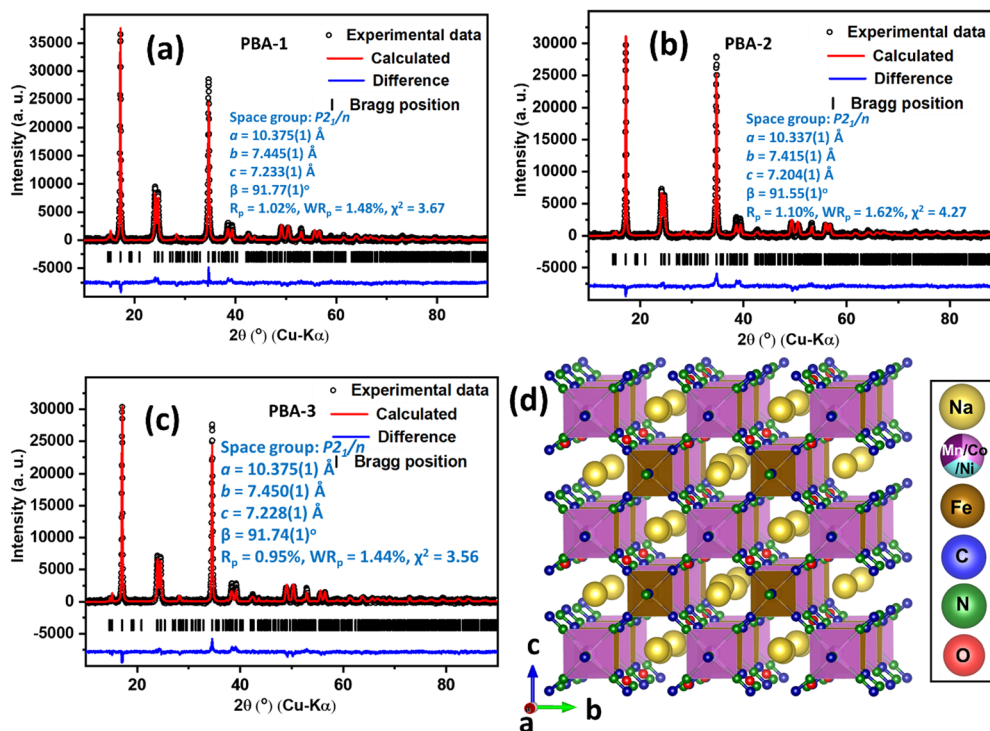 (a)
PBA-1
Experimental data
Calculated
Difference
Bragg position
Space group: P2₁/n
a = 10.375(1) Å
b = 7.445(1) Å
c = 7.233(1) Å
β = 91.77(1)°
Rₚ = 1.02%, WRₚ = 1.48%, χ² = 3.67
Intensity (a. u.)
35000
30000
25000
20000
15000
10000
5000
0
-5000
20 40 60 80
2θ (°) (Cu-Kα)
(b)
PBA-2
Experimental data
Calculated
Difference
Bragg position
Space group: P2₁/n
a = 10.337(1) Å
b = 7.415(1) Å
c = 7.204(1) Å
β = 91.55(1)°
Rₚ = 1.10%, WRₚ = 1.62%, χ² = 4.27
Intensity (a. u.)
35000
30000
25000
20000
15000
10000
5000
0
-5000
20 40 60 80
2θ (°) (Cu-Kα)
(c)
PBA-3
Experimental data
Calculated
Difference
Bragg position
Space group: P2₁/n
a = 10.375(1) Å
b = 7.450(1) Å
c = 7.228(1) Å
β = 91.74(1)°
Rₚ = 0.95%, WRₚ = 1.44%, χ² = 3.56
Intensity (a. u.)
30000
25000
20000
15000
10000
5000
0
-5000
20 40 60 80
2θ (°) (Cu-Kα)
(d)
c
a
b
Na
Mn/Co
/Ni
Fe
C
N
O